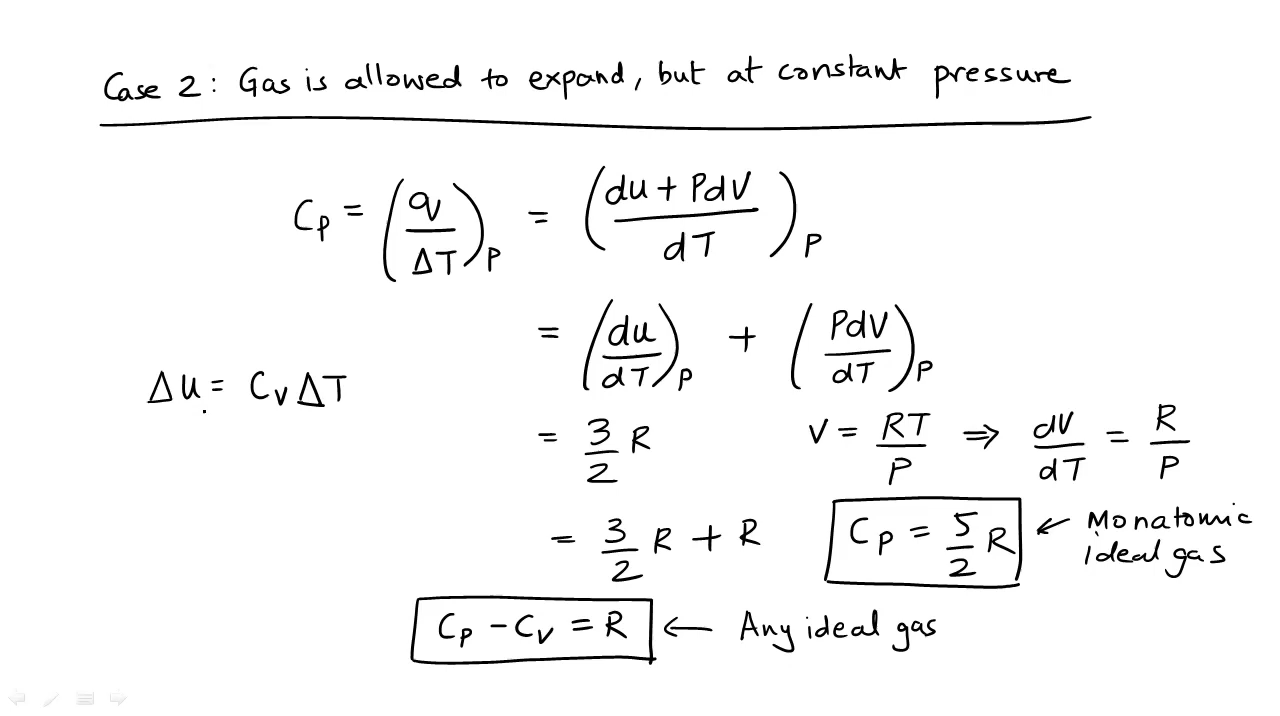 Case 2: Gas is allowed to expand, but at constant pressure
Cp = (q/ΔT)p = ((du + PdV)/dT)p
= (du/dT)p + (PdV/dT)p
Δu = Cv ΔT
= 3/2 R V = RT/P ⇒ dV/dT = R/P
= 3/2 R + R Cp = 5/2 R ← Monatomic
ideal gas
Cp - Cv = R ← Any ideal gas